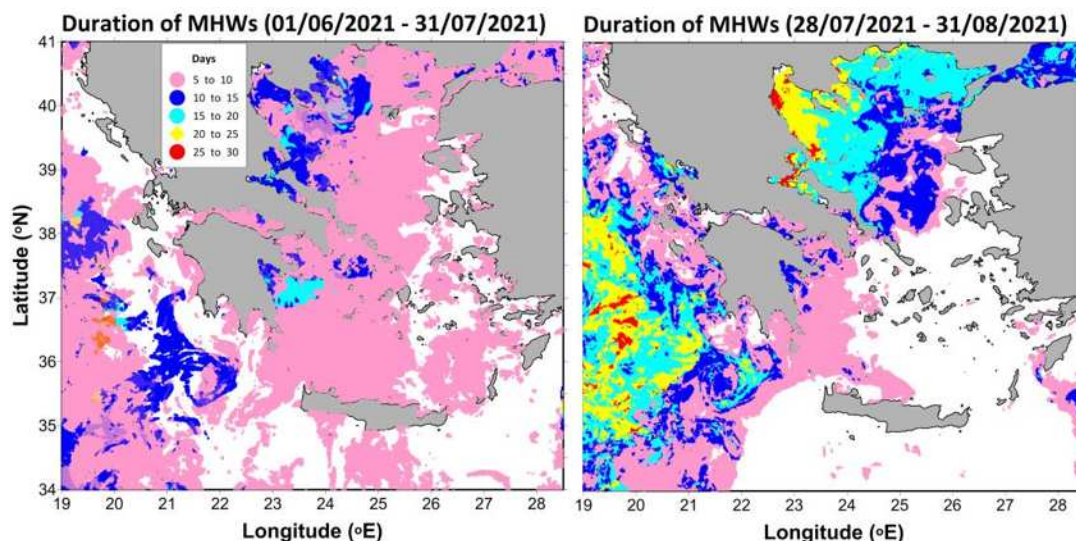 Duration of MHWs (01/06/2021 - 31/07/2021)
Duration of MHWs (28/07/2021 - 31/08/2021)
Days
5 to 10
10 to 15
15 to 20
20 to 25
25 to 30
Latitude (oN)
41
40
39
38
37
36
35
34
19 20 21 22 23 24 25 26 27 28
19 20 21 22 23 24 25 26 27 28
Longitude (oE)
Longitude (oE)